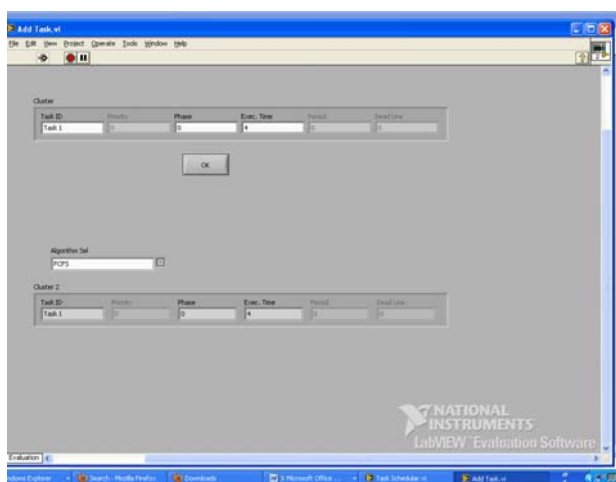 Add Task.vi
File Edit View Project Operate Tools Window Help
Cluster
Task ID Priority Phase Exec. Time Period Dead Line
Task 1 0 0 4 0 0
OK
Algorithm Sel
FCFS
Cluster 2
Task ID Priority Phase Exec. Time Period Dead Line
Task 1 0 0 4 0 0
NATIONAL
INSTRUMENTS
LabVIEW Evaluation Software
Evaluation
Search - Mozilla Firefox Downloads 3 Microsoft Office ... Task Scheduler.vi Add Task.vi